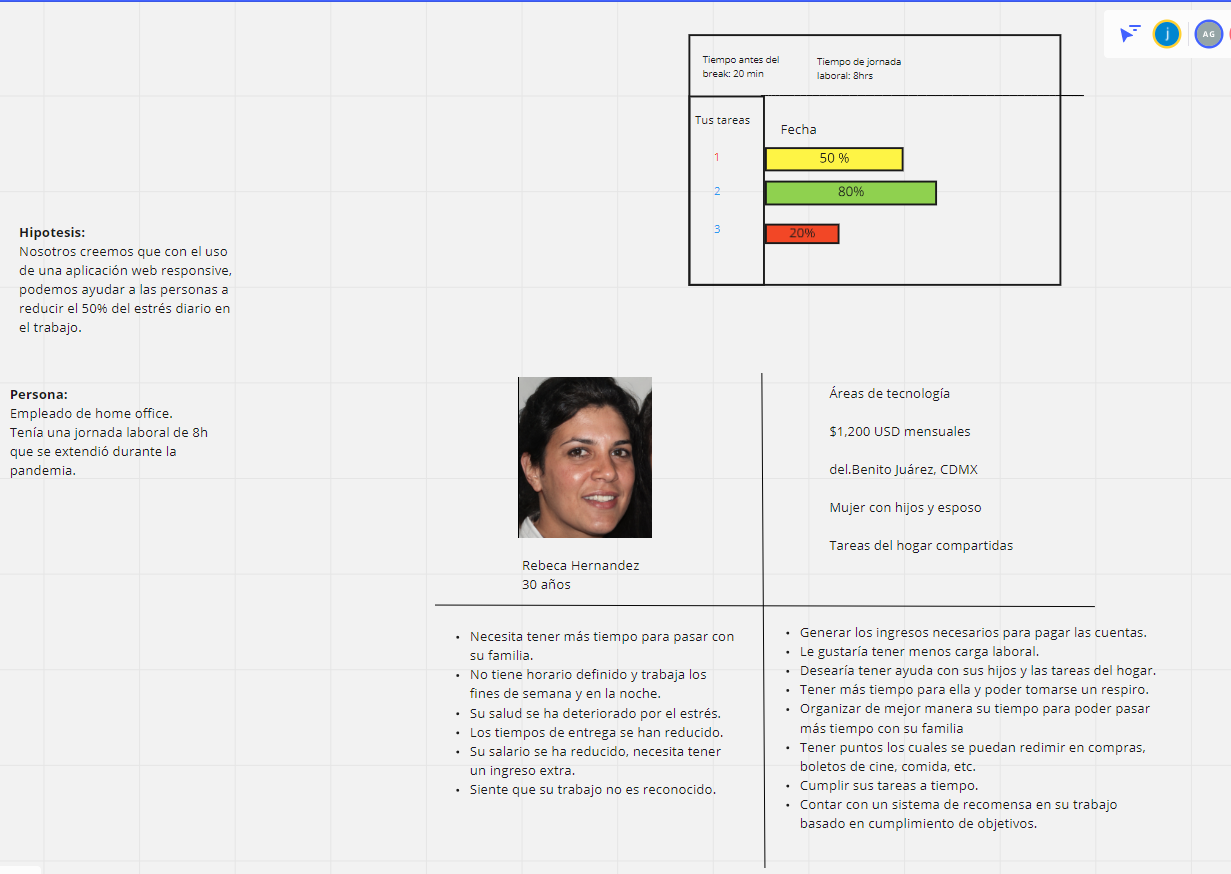 j
AG
Tiempo antes del
break: 20 min
Tiempo de jornada
laboral: 8hrs
Tus tareas
Fecha
1
50 %
2
80%
3
20%
Hipotesis:
Nosotros creemos que con el uso
de una aplicación web responsive,
podemos ayudar a las personas a
reducir el 50% del estrés diario en
el trabajo.
Persona:
Empleado de home office.
Tenía una jornada laboral de 8h
que se extendió durante la
pandemia.
Rebeca Hernandez
30 años
Áreas de tecnología
$1,200 USD mensuales
del.Benito Juárez, CDMX
Mujer con hijos y esposo
Tareas del hogar compartidas
• Necesita tener más tiempo para pasar con
su familia.
• No tiene horario definido y trabaja los
fines de semana y en la noche.
• Su salud se ha deteriorado por el estrés.
• Los tiempos de entrega se han reducido.
• Su salario se ha reducido, necesita tener
un ingreso extra.
• Siente que su trabajo no es reconocido.
• Generar los ingresos necesarios para pagar las cuentas.
• Le gustaría tener menos carga laboral.
• Desearía tener ayuda con sus hijos y las tareas del hogar.
• Tener más tiempo para ella y poder tomarse un respiro.
• Organizar de mejor manera su tiempo para poder pasar
más tiempo con su familia
• Tener puntos los cuales se puedan redimir en compras,
boletos de cine, comida, etc.
• Cumplir sus tareas a tiempo.
• Contar con un sistema de recomensa en su trabajo
basado en cumplimiento de objetivos.